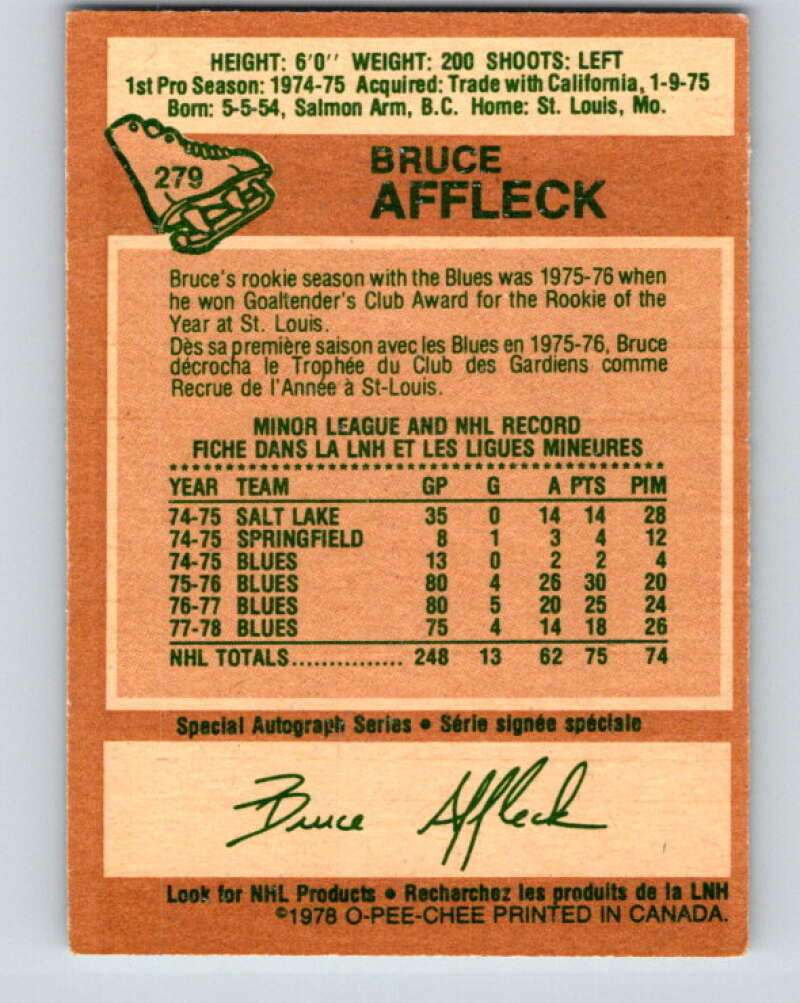 HEIGHT: 6'0'' WEIGHT: 200 SHOOTS: LEFT
1st Pro Season: 1974-75 Acquired: Trade with California, 1-9-75
Born: 5-5-54, Salmon Arm, B.C. Home: St. Louis, Mo.
279
BRUCE
AFFLECK
Bruce's rookie season with the Blues was 1975-76 when
he won Goaltender's Club Award for the Rookie of the
Year at St. Louis.
Dès sa première saison avec les Blues en 1975-76, Bruce
décrocha le Trophée du Club des Gardiens comme
Recrue de l'Année à St-Louis.
MINOR LEAGUE AND NHL RECORD
FICHE DANS LA LNH ET LES LIGUES MINEURES
YEAR TEAM GP G A PTS PIM
74-75 SALT LAKE 35 0 14 14 28
74-75 SPRINGFIELD 8 1 3 4 12
74-75 BLUES 13 0 2 2 4
75-76 BLUES 80 4 26 30 20
76-77 BLUES 80 5 20 25 24
77-78 BLUES 75 4 14 18 26
NHL TOTALS............... 248 13 62 75 74
Special Autograph Series • Série signée spéciale
Bruce Affleck
Look for NHL Products • Recherchez les produits de la LNH
©1978 O-PEE-CHEE PRINTED IN CANADA.